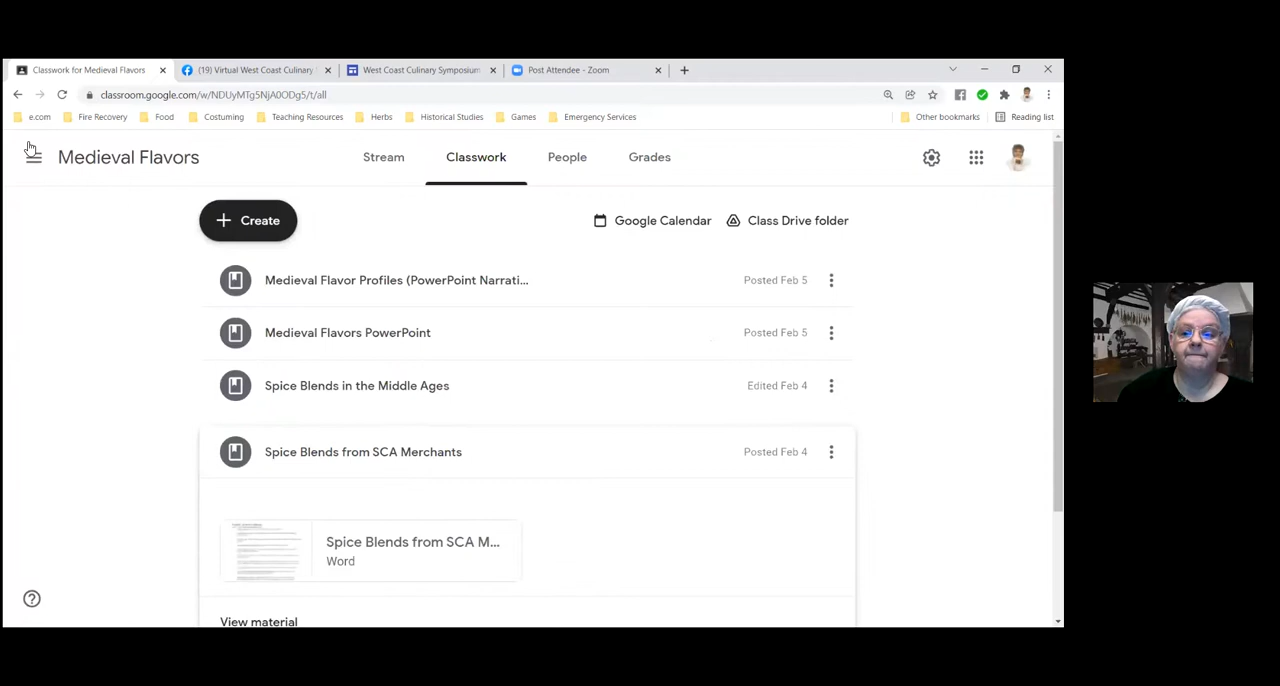 Classwork for Medieval Flavors
(19) Virtual West Coast Culinary
West Coast Culinary Symposium
Post Attendee - Zoom
classroom.google.com/w/NDUyMTg5NjA0ODg5/t/all
e.com
Fire Recovery
Food
Costuming
Teaching Resources
Herbs
Historical Studies
Games
Emergency Services
Other bookmarks
Reading list
Medieval Flavors
Stream
Classwork
People
Grades
+ Create
Google Calendar
Class Drive folder
Medieval Flavor Profiles (PowerPoint Narrati...
Posted Feb 5
Medieval Flavors PowerPoint
Posted Feb 5
Spice Blends in the Middle Ages
Edited Feb 4
Spice Blends from SCA Merchants
Posted Feb 4
Spice Blends from SCA M...
Word
View material